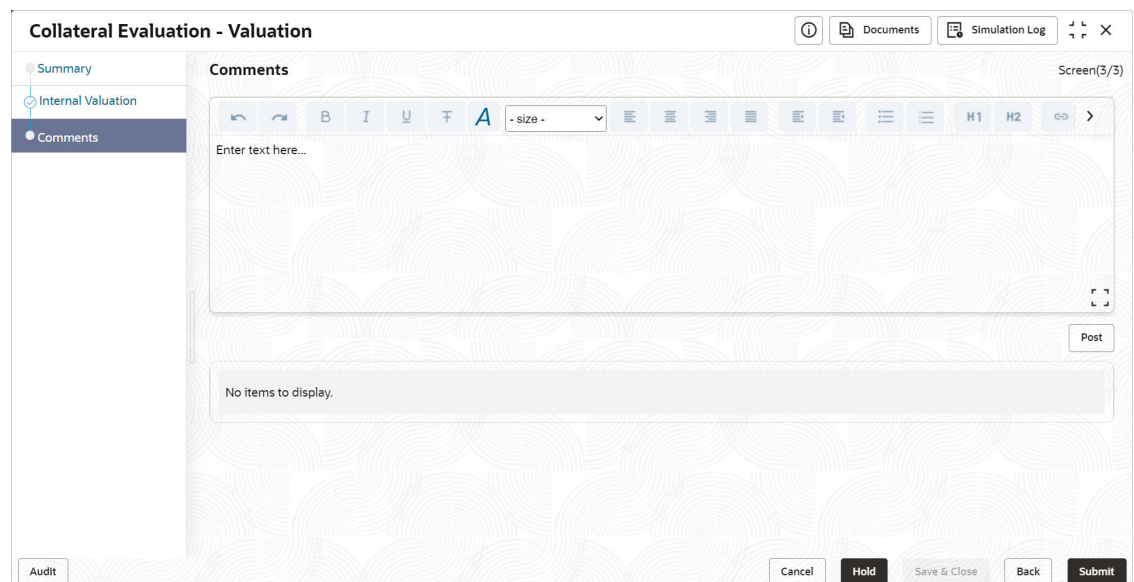 Collateral Evaluation - Valuation
Documents
Simulation Log
Summary
Internal Valuation
Comments
Comments
Screen(3/3)
B I U T A - size - H1 H2
Enter text here...
Post
No items to display.
Audit
Cancel
Hold
Save & Close
Back
Submit